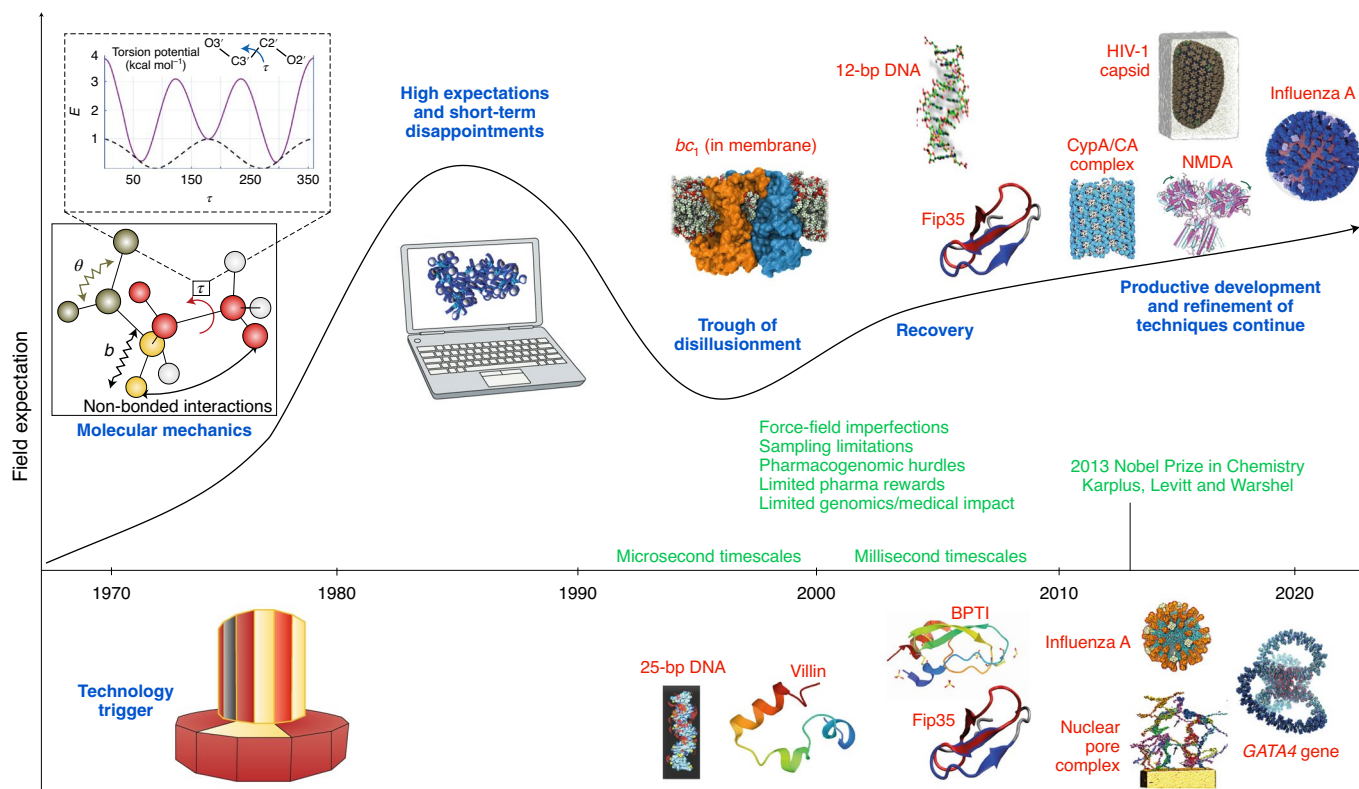 Field expectation
Torsion potential
(kcal mol⁻¹)
O3′
C2′
C3′
τ
O2′
E
4
3
2
1
50
150
250
350
τ
θ
τ
b
Non-bonded interactions
Molecular mechanics
High expectations
and short-term
disappointments
bc₁ (in membrane)
Trough of
disillusionment
12-bp DNA
Fip35
Recovery
HIV-1
capsid
CypA/CA
complex
NMDA
Influenza A
Productive development
and refinement of
techniques continue
Force-field imperfections
Sampling limitations
Pharmacogenomic hurdles
Limited pharma rewards
Limited genomics/medical impact
2013 Nobel Prize in Chemistry
Karplus, Levitt and Warshel
Microsecond timescales
Millisecond timescales
1970
1980
1990
2000
2010
2020
Technology
trigger
25-bp DNA
Villin
BPTI
Fip35
Influenza A
Nuclear
pore
complex
GATA4 gene